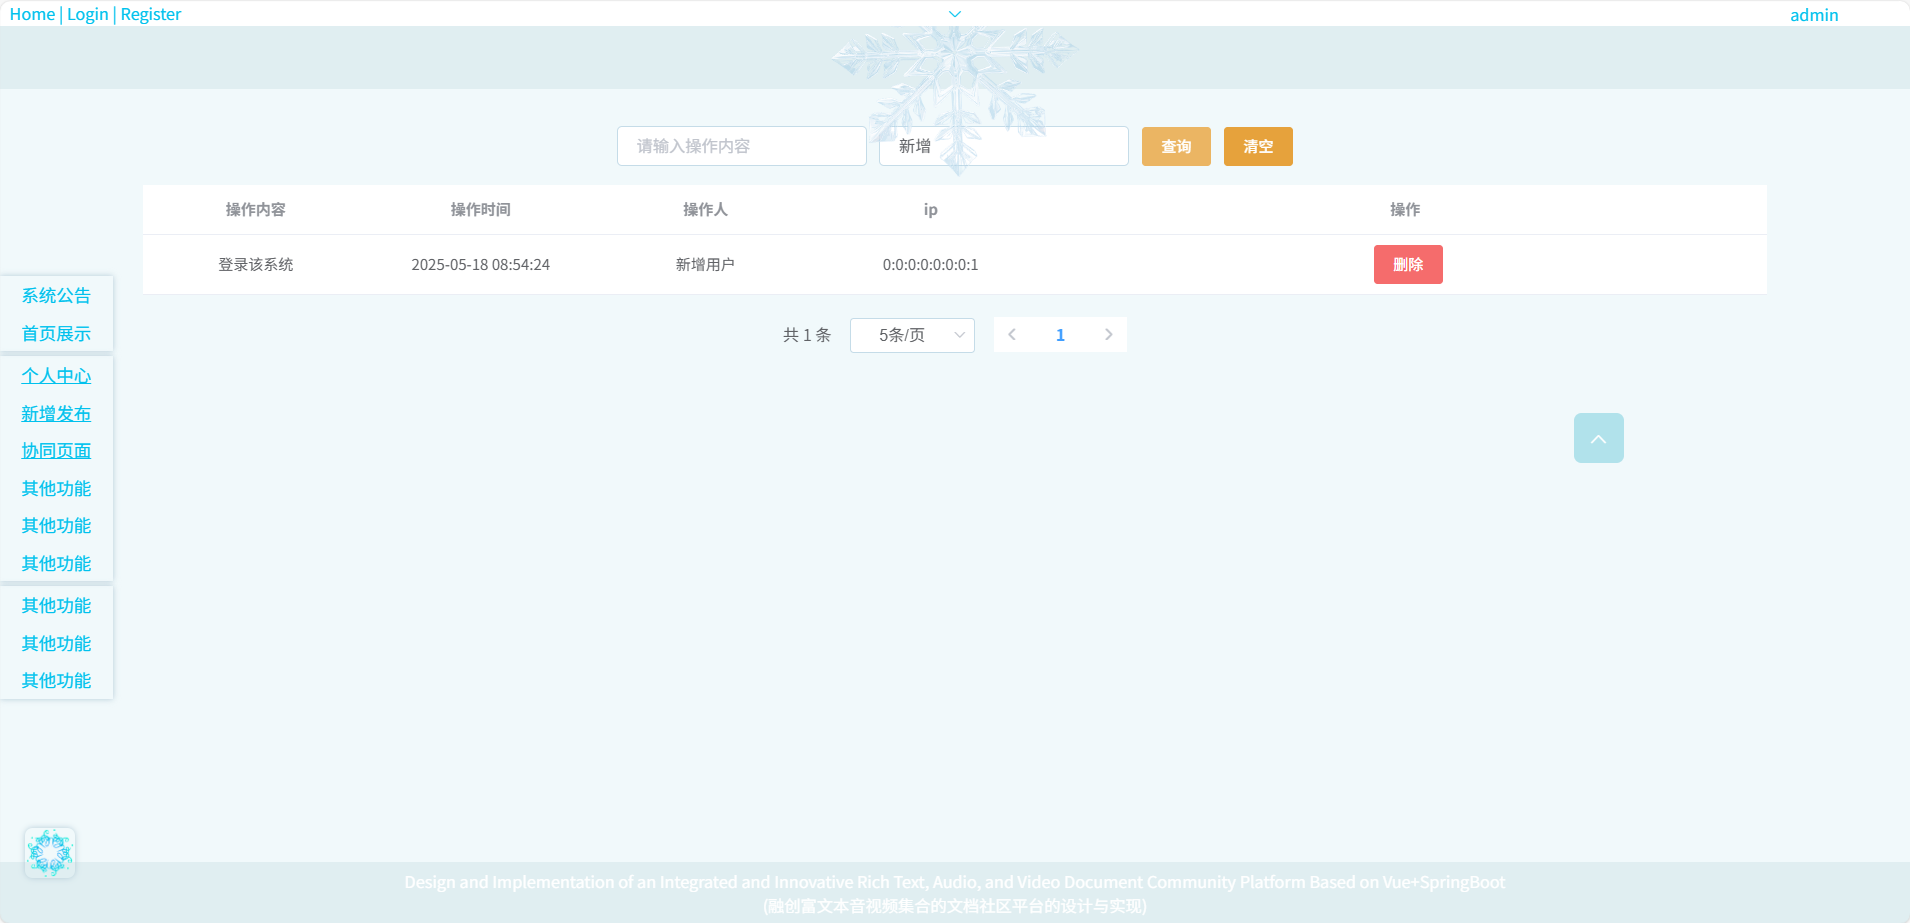 Home | Login | Register
admin
请输入操作内容
新增
查询
清空
操作内容 操作时间 操作人 ip 操作
登录该系统 2025-05-18 08:54:24 新增用户 0:0:0:0:0:0:0:1 删除
共 1 条 5条/页 1
系统公告
首页展示
个人中心
新增发布
协同页面
其他功能
其他功能
其他功能
其他功能
其他功能
其他功能
Design and Implementation of an Integrated and Innovative Rich Text, Audio, and Video Document Community Platform Based on Vue+SpringBoot
(融创富文本音视频集合的文档社区平台的设计与实现)